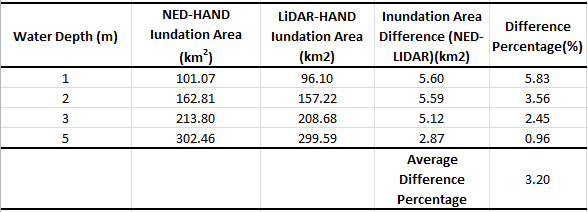 Water Depth (m) NED-HAND Iundation Area (km²) LiDAR-HAND Iundation Area (km2) Inundation Area Difference (NED-LIDAR)(km2) Difference Percentage(%)
1 101.07 96.10 5.60 5.83
2 162.81 157.22 5.59 3.56
3 213.80 208.68 5.12 2.45
5 302.46 299.59 2.87 0.96
Average Difference Percentage 3.20